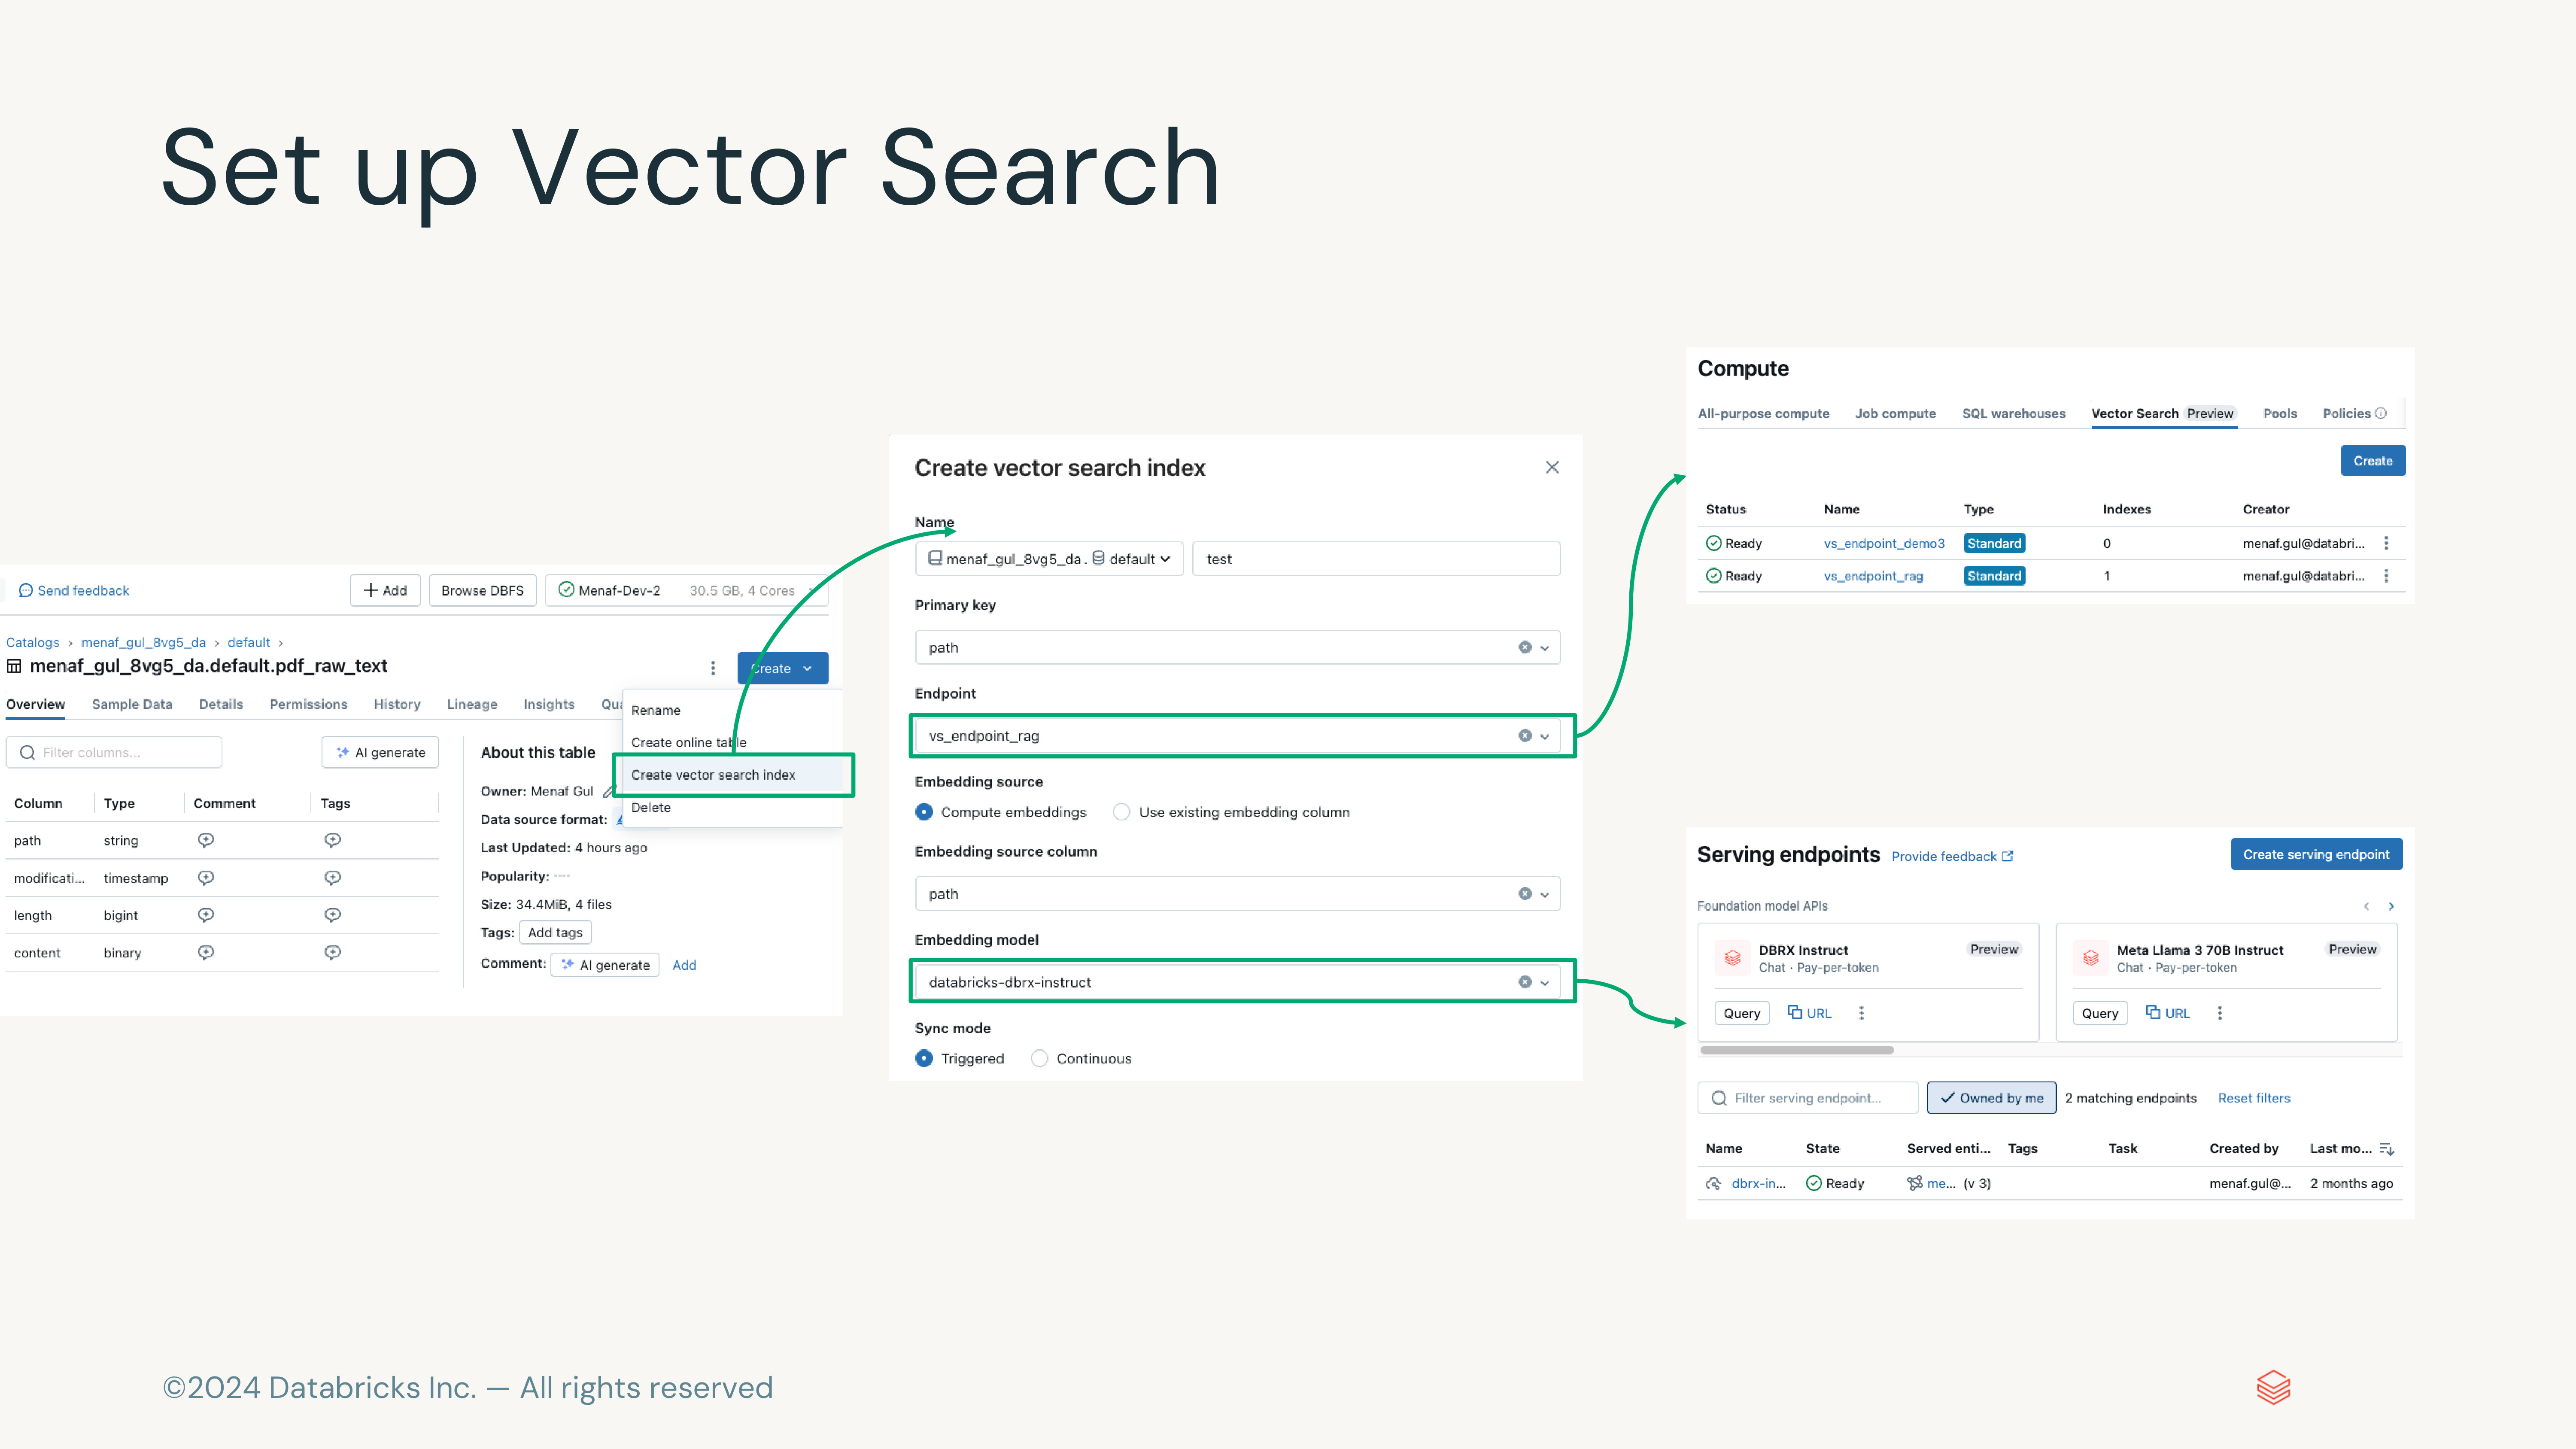 Set up Vector Search
Send feedback
Add
Browse DBFS
Menaf-Dev-2 30.5 GB, 4 Cores
Catalogs › menaf_gul_8vg5_da › default ›
menaf_gul_8vg5_da.default.pdf_raw_text
Create
Overview Sample Data Details Permissions History Lineage Insights
Rename
Create online table
Create vector search index
Delete
Filter columns...
AI generate
Column Type Comment Tags
path string
modificati... timestamp
length bigint
content binary
About this table
Owner: Menaf Gul
Data source format:
Last Updated: 4 hours ago
Popularity: ----
Size: 34.4MiB, 4 files
Tags: Add tags
Comment: AI generate Add
Create vector search index
Name
menaf_gul_8vg5_da . default
test
Primary key
path
Endpoint
vs_endpoint_rag
Embedding source
Compute embeddings Use existing embedding column
Embedding source column
path
Embedding model
databricks-dbrx-instruct
Sync mode
Triggered Continuous
Compute
All-purpose compute Job compute SQL warehouses Vector Search Preview Pools Policies
Create
Status Name Type Indexes Creator
Ready vs_endpoint_demo3 Standard 0 menaf.gul@databri...
Ready vs_endpoint_rag Standard 1 menaf.gul@databri...
Serving endpoints Provide feedback Create serving endpoint
Foundation model APIs
DBRX Instruct Preview
Chat · Pay-per-token
Query URL
Meta Llama 3 70B Instruct Preview
Chat · Pay-per-token
Query URL
Filter serving endpoint... Owned by me 2 matching endpoints Reset filters
Name State Served enti... Tags Task Created by Last mo...
dbrx-in... Ready me... (v 3) menaf.gul@... 2 months ago
©2024 Databricks Inc. — All rights reserved